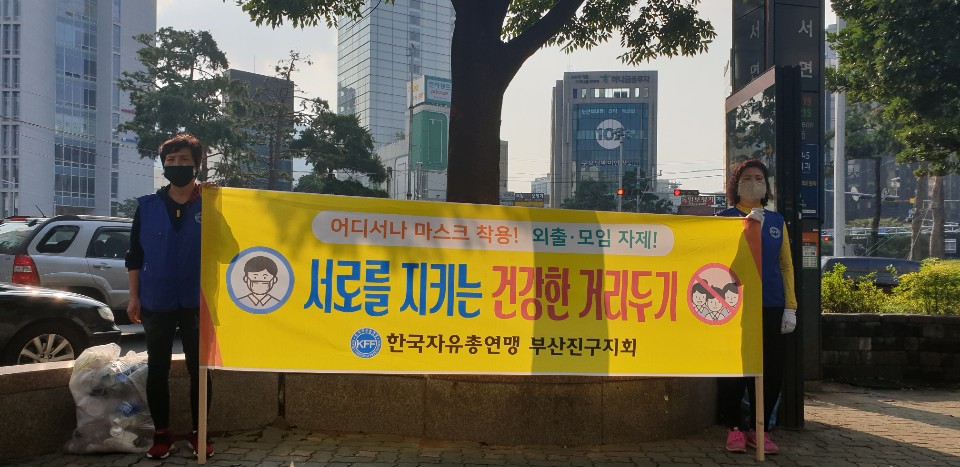 어디서나 마스크 착용! 외출·모임 자제!
서로를 지키는 건강한 거리두기
KFF 한국자유총연맹 부산진구지회
서면
서면